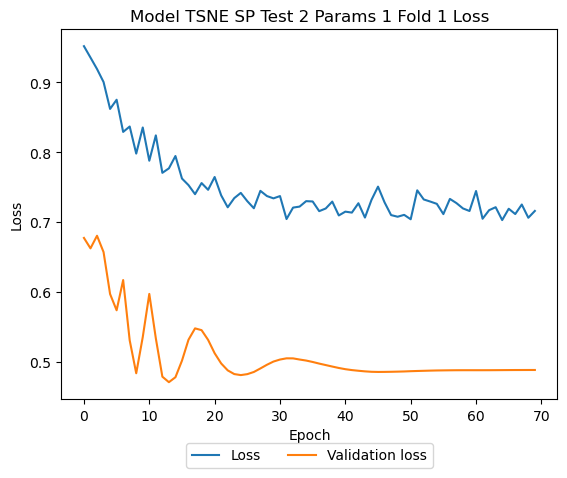 Model TSNE SP Test 2 Params 1 Fold 1 Loss
0.9
0.8
0.7
0.6
0.5
Loss
0 10 20 30 40 50 60 70
Epoch
Loss Validation loss